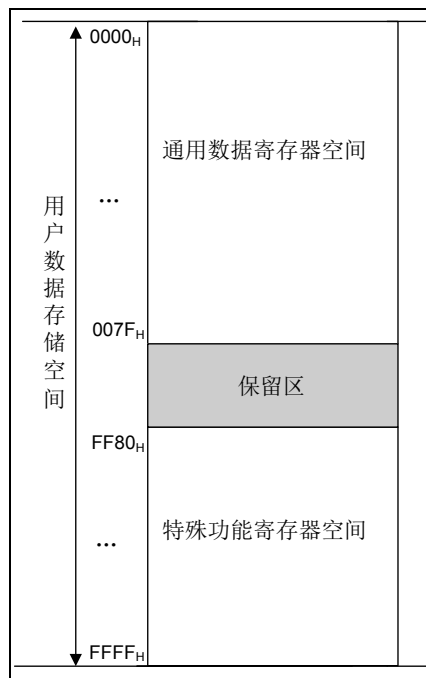 0000H
通用数据寄存器空间
...
用户数据存储空间
007FH
保留区
FF80H
特殊功能寄存器空间
...
FFFFH